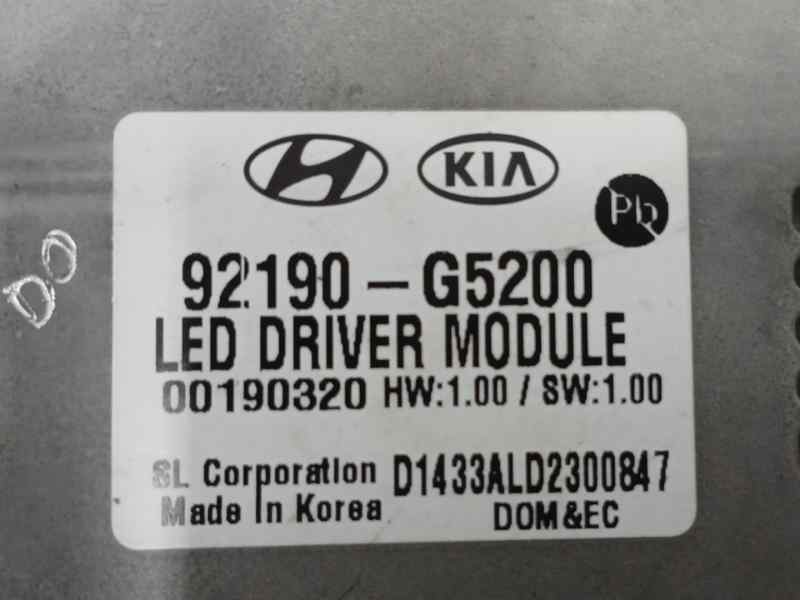 KIA
Pb
92190-G5200
LED DRIVER MODULE
00190320 HW:1.00 / SW:1.00
SL Corporation D1433ALD2300847
Made In Korea DOM&EC
DO